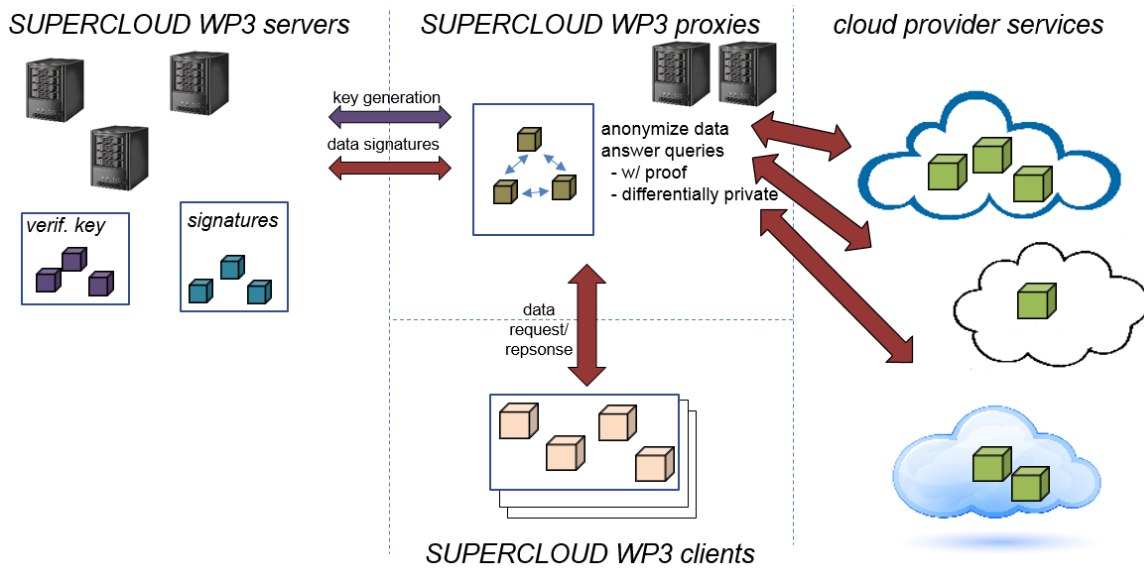 SUPERCLOUD WP3 servers
SUPERCLOUD WP3 proxies
cloud provider services
key generation
data signatures
anonymize data
answer queries
- w/ proof
- differentially private
verif. key
signatures
data
request/
repsonse
SUPERCLOUD WP3 clients